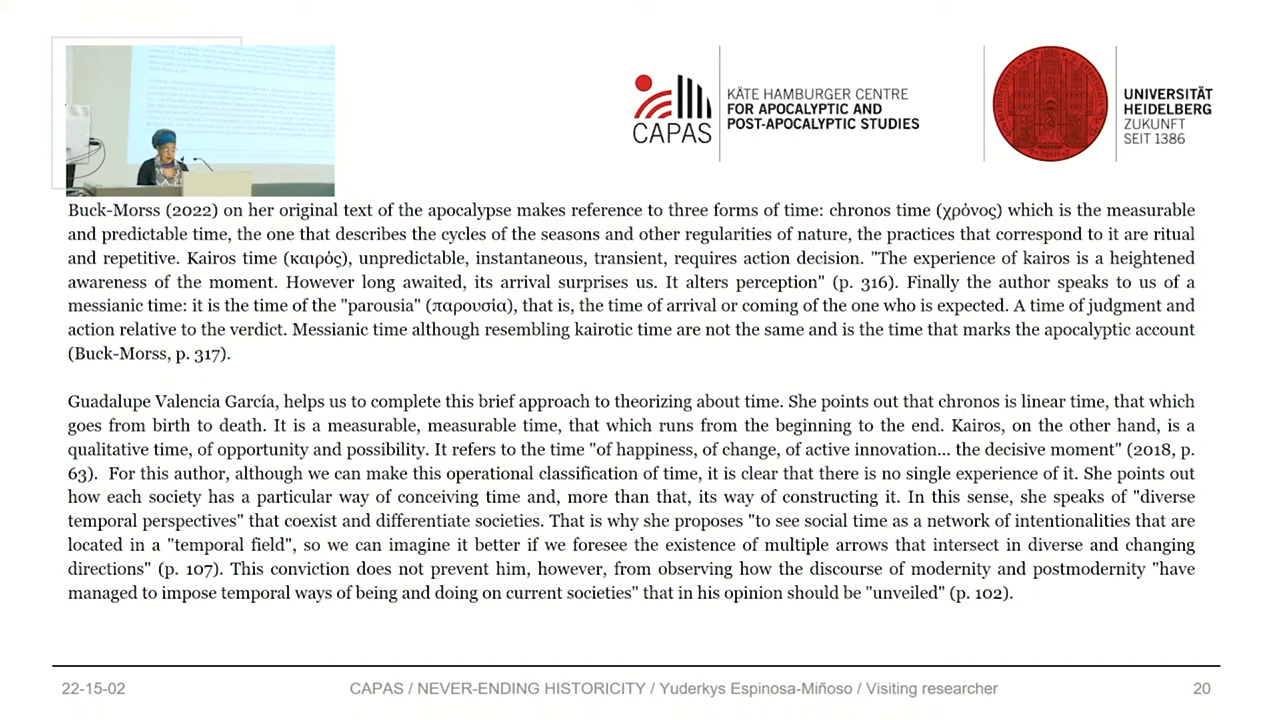 CAPAS
KÄTE HAMBURGER CENTRE
FOR APOCALYPTIC AND
POST-APOCALYPTIC STUDIES
UNIVERSITÄT
HEIDELBERG
ZUKUNFT
SEIT 1386
Buck-Morss (2022) on her original text of the apocalypse makes reference to three forms of time: chronos time (χρόνος) which is the measurable
and predictable time, the one that describes the cycles of the seasons and other regularities of nature, the practices that correspond to it are ritual
and repetitive. Kairos time (καιρός), unpredictable, instantaneous, transient, requires action decision. "The experience of kairos is a heightened
awareness of the moment. However long awaited, its arrival surprises us. It alters perception" (p. 316). Finally the author speaks to us of a
messianic time: it is the time of the "parousia" (παρουσία), that is, the time of arrival or coming of the one who is expected. A time of judgment and
action relative to the verdict. Messianic time although resembling kairotic time are not the same and is the time that marks the apocalyptic account
(Buck-Morss, p. 317).
Guadalupe Valencia García, helps us to complete this brief approach to theorizing about time. She points out that chronos is linear time, that which
goes from birth to death. It is a measurable, measurable time, that which runs from the beginning to the end. Kairos, on the other hand, is a
qualitative time, of opportunity and possibility. It refers to the time "of happiness, of change, of active innovation... the decisive moment" (2018, p.
63). For this author, although we can make this operational classification of time, it is clear that there is no single experience of it. She points out
how each society has a particular way of conceiving time and, more than that, its way of constructing it. In this sense, she speaks of "diverse
temporal perspectives" that coexist and differentiate societies. That is why she proposes "to see social time as a network of intentionalities that are
located in a "temporal field", so we can imagine it better if we foresee the existence of multiple arrows that intersect in diverse and changing
directions" (p. 107). This conviction does not prevent him, however, from observing how the discourse of modernity and postmodernity "have
managed to impose temporal ways of being and doing on current societies" that in his opinion should be "unveiled" (p. 102).
22-15-02
CAPAS / NEVER-ENDING HISTORICITY / Yuderkys Espinosa-Miñoso / Visiting researcher
20